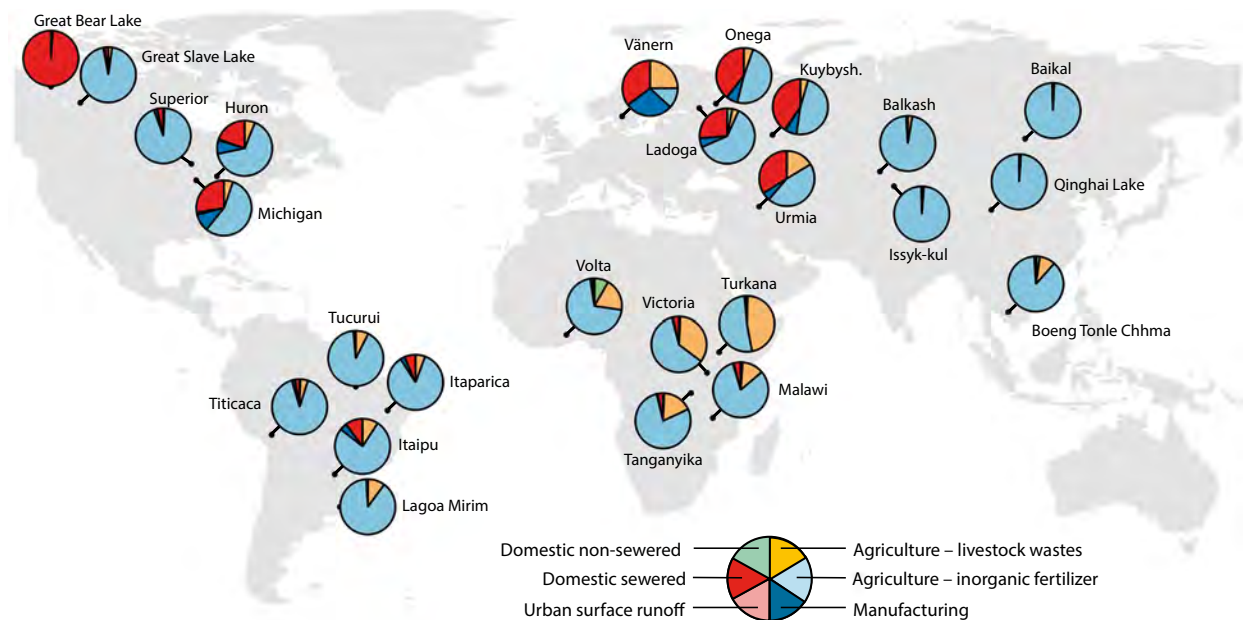 Great Bear Lake
Great Slave Lake
Superior
Huron
Michigan
Vänern
Onega
Kuybysh.
Ladoga
Urmia
Balkash
Baikal
Qinghai Lake
Issyk-kul
Boeng Tonle Chhma
Volta
Victoria
Turkana
Malawi
Tanganyika
Tucurui
Itaparica
Titicaca
Itaipu
Lagoa Mirim
Domestic non-sewered
Domestic sewered
Urban surface runoff
Agriculture – livestock wastes
Agriculture – inorganic fertilizer
Manufacturing